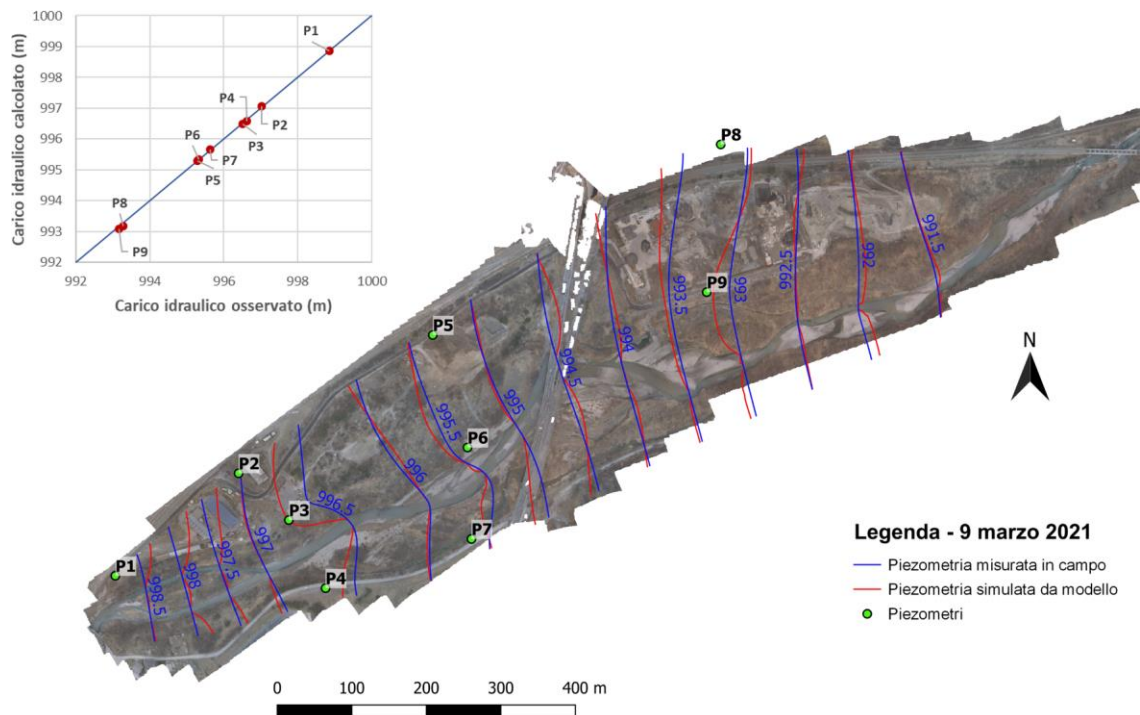 1000
999
998
997
996
995
994
993
992
Carico idraulico calcolato (m)
P1
P4
P2
P3
P6
P7
P5
P8
P9
992 994 996 998 1000
Carico idraulico osservato (m)
P8
P9
P5
P6
P2
P3
P7
P1
P4
998.5
998
997.5
997
996.5
996
995.5
995
994.5
994
993.5
993
992.5
992
991.5
N
Legenda - 9 marzo 2021
Piezometria misurata in campo
Piezometria simulata da modello
Piezometri
0 100 200 300 400 m